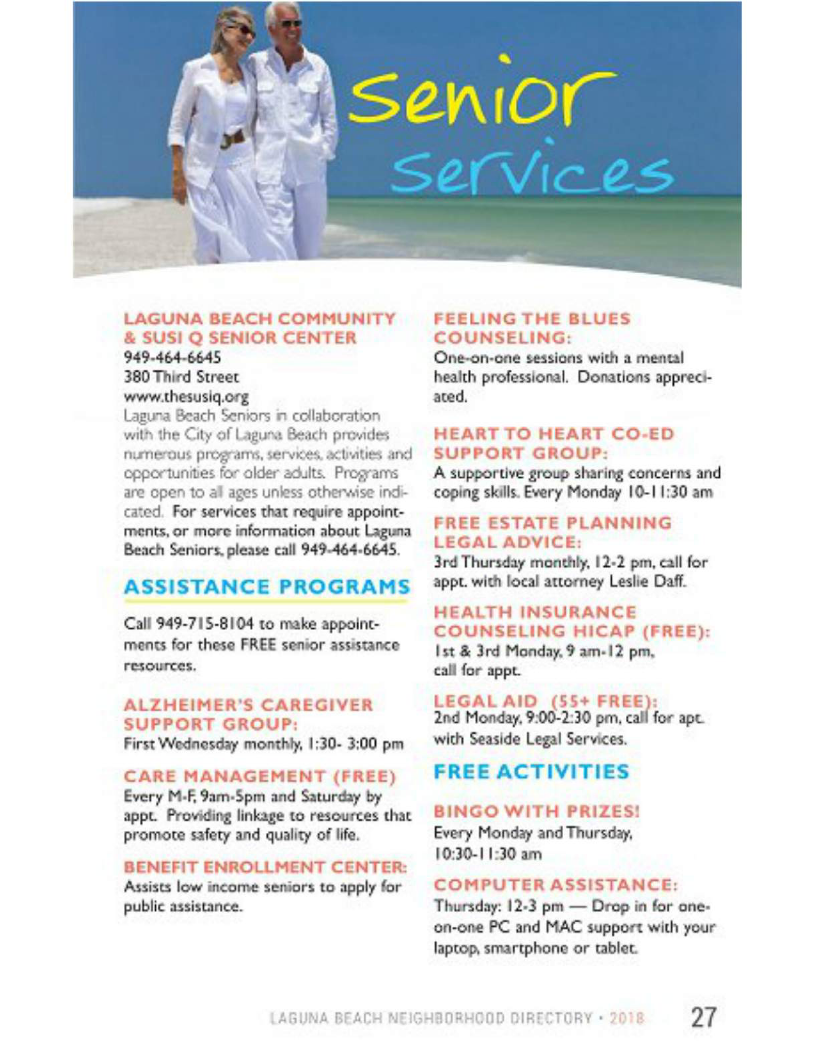 senior
services
LAGUNA BEACH COMMUNITY
& SUSI Q SENIOR CENTER
949-464-6645
380 Third Street
www.thesusiq.org
Laguna Beach Seniors in collaboration
with the City of Laguna Beach provides
numerous programs, services, activities and
opportunities for older adults. Programs
are open to all ages unless otherwise indi-
cated. For services that require appoint-
ments, or more information about Laguna
Beach Seniors, please call 949-464-6645.
ASSISTANCE PROGRAMS
Call 949-715-8104 to make appoint-
ments for these FREE senior assistance
resources.
ALZHEIMER'S CAREGIVER
SUPPORT GROUP:
First Wednesday monthly, 1:30- 3:00 pm
CARE MANAGEMENT (FREE)
Every M-F, 9am-5pm and Saturday by
appt. Providing linkage to resources that
promote safety and quality of life.
BENEFIT ENROLLMENT CENTER:
Assists low income seniors to apply for
public assistance.
FEELING THE BLUES
COUNSELING:
One-on-one sessions with a mental
health professional. Donations appreci-
ated.
HEART TO HEART CO-ED
SUPPORT GROUP:
A supportive group sharing concerns and
coping skills. Every Monday 10-11:30 am
FREE ESTATE PLANNING
LEGAL ADVICE:
3rd Thursday monthly, 12-2 pm, call for
appt. with local attorney Leslie Daff.
HEALTH INSURANCE
COUNSELING HICAP (FREE):
1st & 3rd Monday, 9 am-12 pm,
call for appt.
LEGAL AID (55+ FREE):
2nd Monday, 9:00-2:30 pm, call for apt.
with Seaside Legal Services.
FREE ACTIVITIES
BINGO WITH PRIZES!
Every Monday and Thursday,
10:30-11:30 am
COMPUTER ASSISTANCE:
Thursday: 12-3 pm — Drop in for one-
on-one PC and MAC support with your
laptop, smartphone or tablet.
LAGUNA BEACH NEIGHBORHOOD DIRECTORY • 2018 27